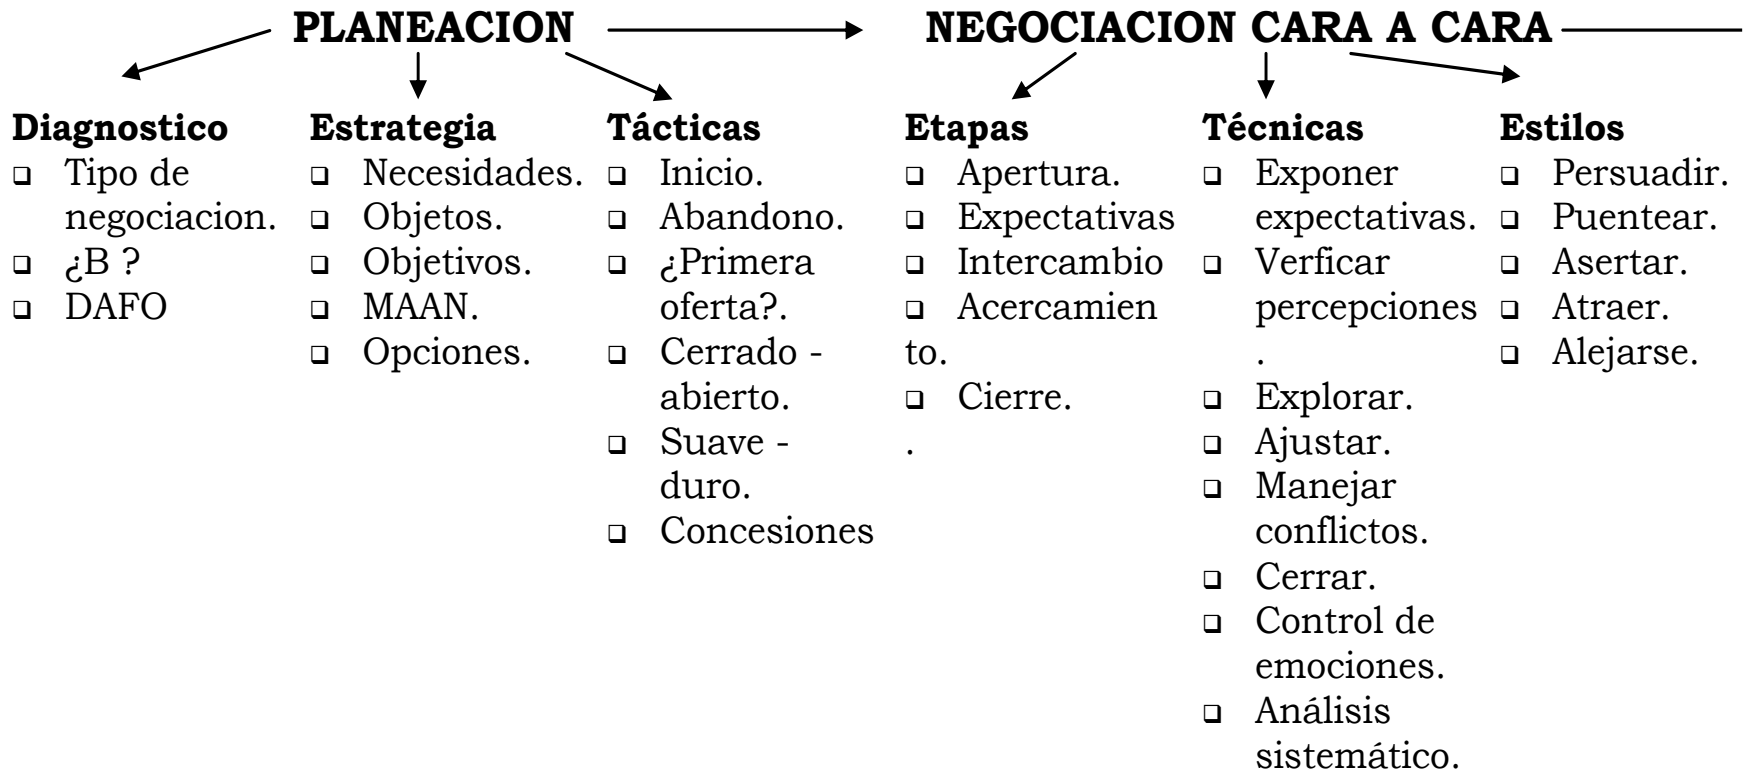 PLANEACION
NEGOCIACION CARA A CARA
Diagnostico
❑ Tipo de
negociacion.
❑ ¿B ?
❑ DAFO
Estrategia
❑ Necesidades.
❑ Objetos.
❑ Objetivos.
❑ MAAN.
❑ Opciones.
Tácticas
❑ Inicio.
❑ Abandono.
❑ ¿Primera
oferta?.
❑ Cerrado -
abierto.
❑ Suave -
duro.
❑ Concesiones
Etapas
❑ Apertura.
❑ Expectativas
❑ Intercambio
❑ Acercamien
to.
❑ Cierre.
.
Técnicas
❑ Exponer
expectativas.
❑ Verficar
percepciones
.
❑ Explorar.
❑ Ajustar.
❑ Manejar
conflictos.
❑ Cerrar.
❑ Control de
emociones.
❑ Análisis
sistemático.
Estilos
❑ Persuadir.
❑ Puentear.
❑ Asertar.
❑ Atraer.
❑ Alejarse.